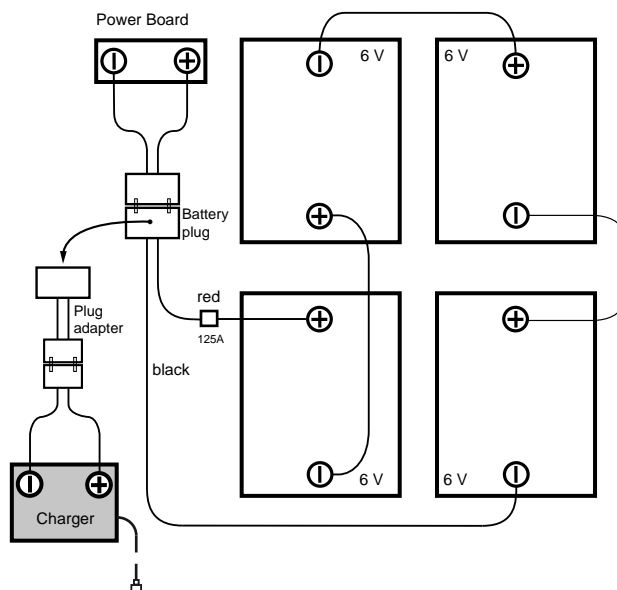 Power Board
6 V
6 V
Battery
plug
red
125A
Plug
adapter
black
6 V
6 V
Charger